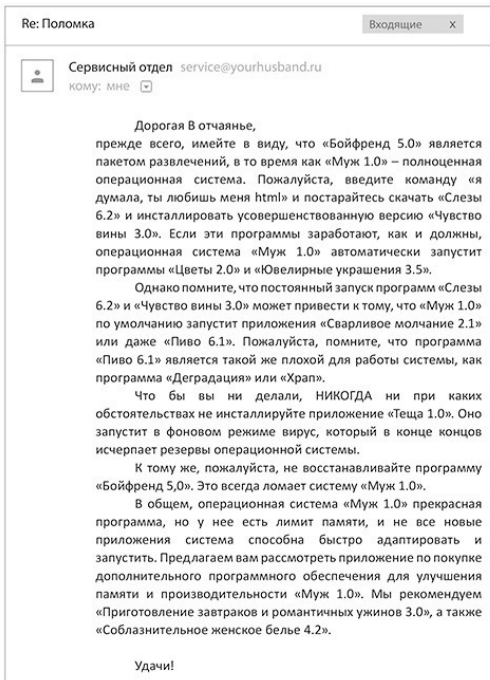 Re: Поломка
Входящие X
Сервисный отдел service@yourhusband.ru
кому: мне
Дорогая В отчаянье,
прежде всего, имейте в виду, что «Бойфренд 5.0» является
пакетом развлечений, в то время как «Муж 1.0» – полноценная
операционная система. Пожалуйста, введите команду «я
думала, ты любишь меня html» и постарайтесь скачать «Слезы
6.2» и инсталлировать усовершенствованную версию «Чувство
вины 3.0». Если эти программы заработают, как и должны,
операционная система «Муж 1.0» автоматически запустит
программы «Цветы 2.0» и «Ювелирные украшения 3.5».
Однако помните, что постоянный запуск программ «Слезы
6.2» и «Чувство вины 3.0» может привести к тому, что «Муж 1.0»
по умолчанию запустит приложения «Сварливое молчание 2.1»
или даже «Пиво 6.1». Пожалуйста, помните, что программа
«Пиво 6.1» является такой же плохой для работы системы, как
программа «Деградация» или «Храп».
Что бы вы ни делали, НИКОГДА ни при каких
обстоятельствах не инсталлируйте приложение «Теща 1.0». Оно
запустит в фоновом режиме вирус, который в конце концов
исчерпает резервы операционной системы.
К тому же, пожалуйста, не восстанавливайте программу
«Бойфренд 5,0». Это всегда ломает систему «Муж 1.0».
В общем, операционная система «Муж 1.0» прекрасная
программа, но у нее есть лимит памяти, и не все новые
приложения система способна быстро адаптировать и
запустить. Предлагаем вам рассмотреть приложение по покупке
дополнительного программного обеспечения для улучшения
памяти и производительности «Муж 1.0». Мы рекомендуем
«Приготовление завтраков и романтичных ужинов 3.0», а также
«Соблазнительное женское белье 4.2».
Удачи!